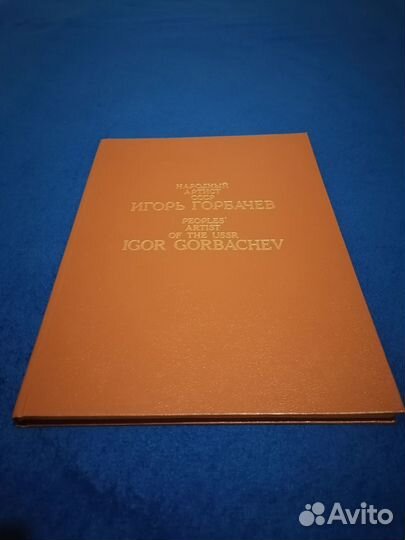 НАРОДНЫЙ
АРТИСТ
СССР
ИГОРЬ ГОРБАЧЕВ
PEOPLES'
ARTIST
OF THE USSR
IGOR GORBACHEV
Avito